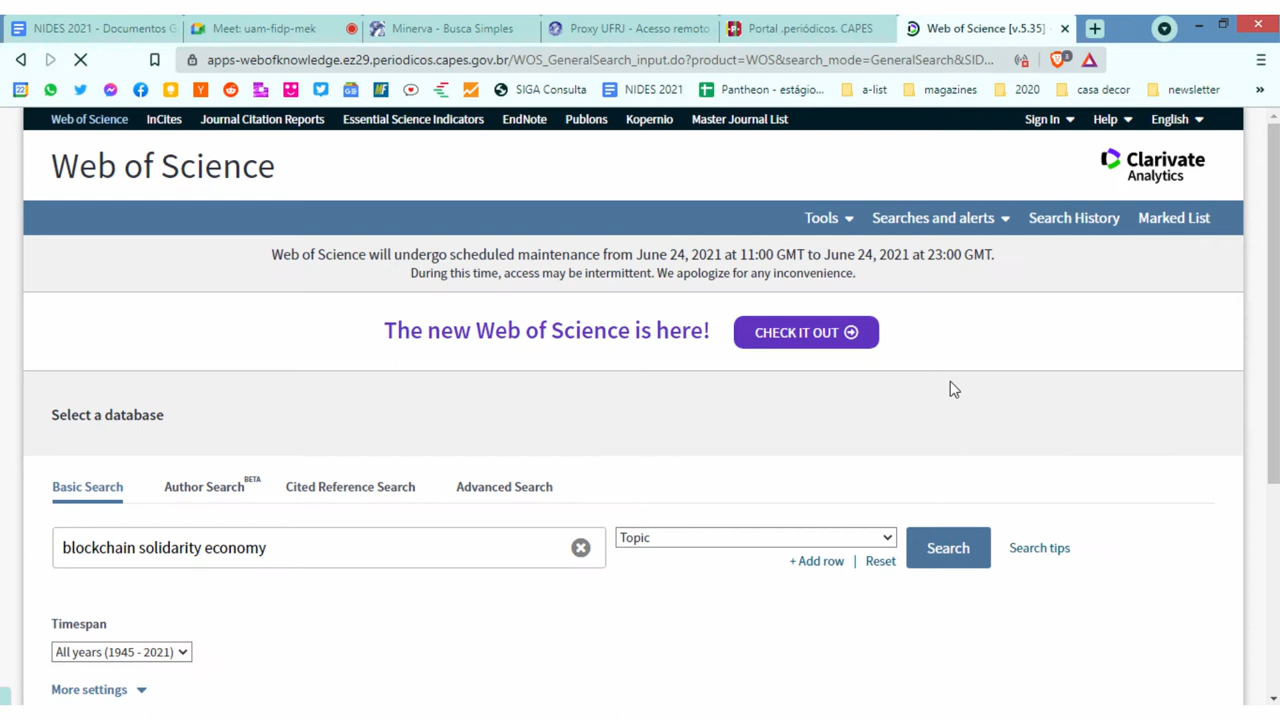 NIDES 2021 - Documentos G
Meet: uam-fidp-mek
Minerva - Busca Simples
Proxy UFRJ - Acesso remoto
Portal .periódicos. CAPES
Web of Science [v.5.35]
apps-webofknowledge.ez29.periodicos.capes.gov.br/WOS_GeneralSearch_input.do?product=WOS&search_mode=GeneralSearch&SID...
SIGA Consulta
NIDES 2021
Pantheon - estágio...
a-list
magazines
2020
casa decor
newsletter
Web of Science InCites Journal Citation Reports Essential Science Indicators EndNote Publons Kopernio Master Journal List Sign In Help English
Web of Science
Clarivate
Analytics
Tools Searches and alerts Search History Marked List
Web of Science will undergo scheduled maintenance from June 24, 2021 at 11:00 GMT to June 24, 2021 at 23:00 GMT.
During this time, access may be intermittent. We apologize for any inconvenience.
The new Web of Science is here! CHECK IT OUT
Select a database
Basic Search Author Search BETA Cited Reference Search Advanced Search
blockchain solidarity economy
Topic
Search
Search tips
+ Add row | Reset
Timespan
All years (1945 - 2021)
More settings